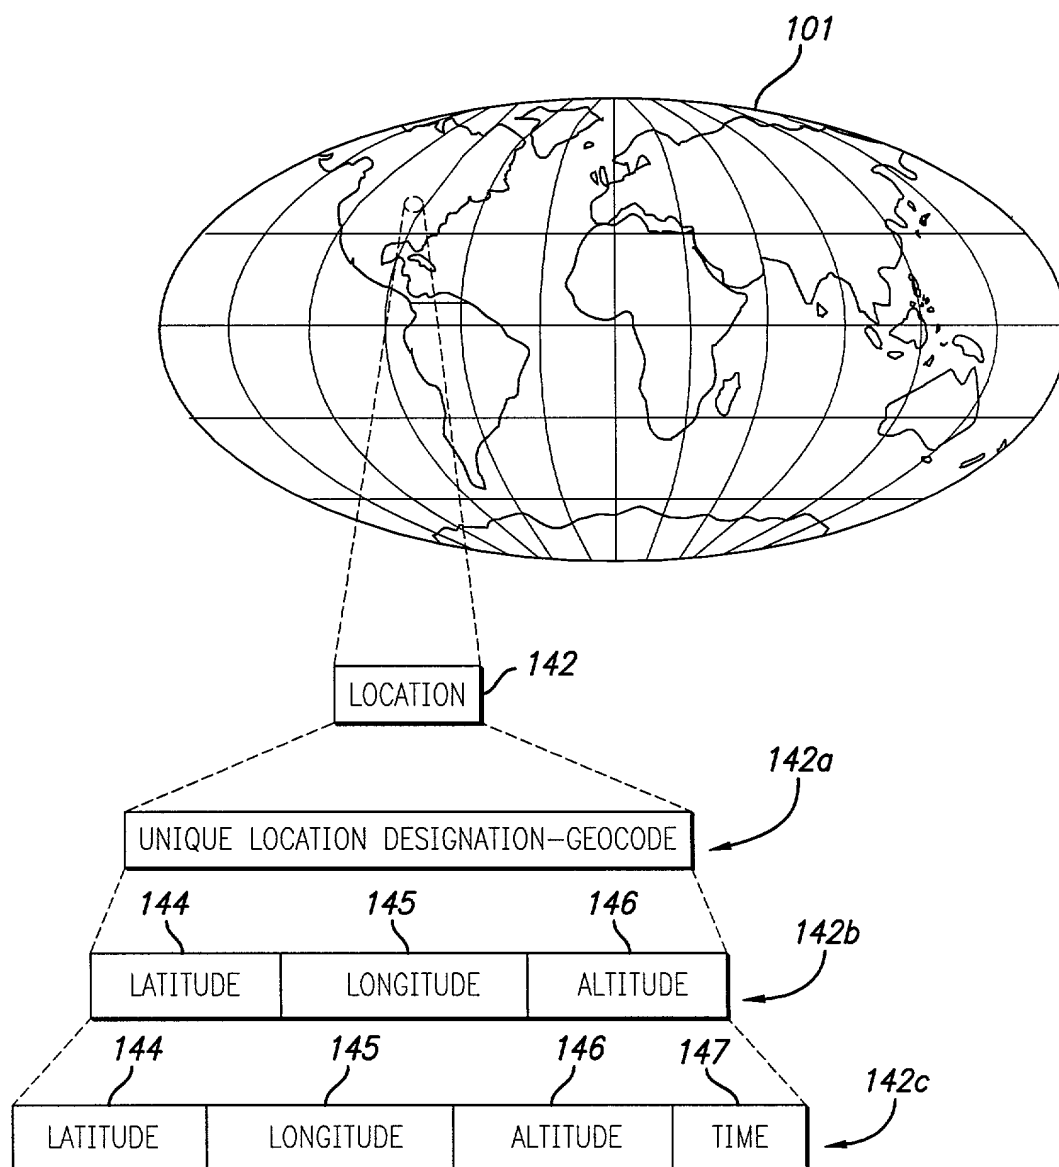 101
142
LOCATION
142a
UNIQUE LOCATION DESIGNATION-GEOCODE
144 145 146
142b
LATITUDE LONGITUDE ALTITUDE
144 145 146 147
142c
LATITUDE LONGITUDE ALTITUDE TIME